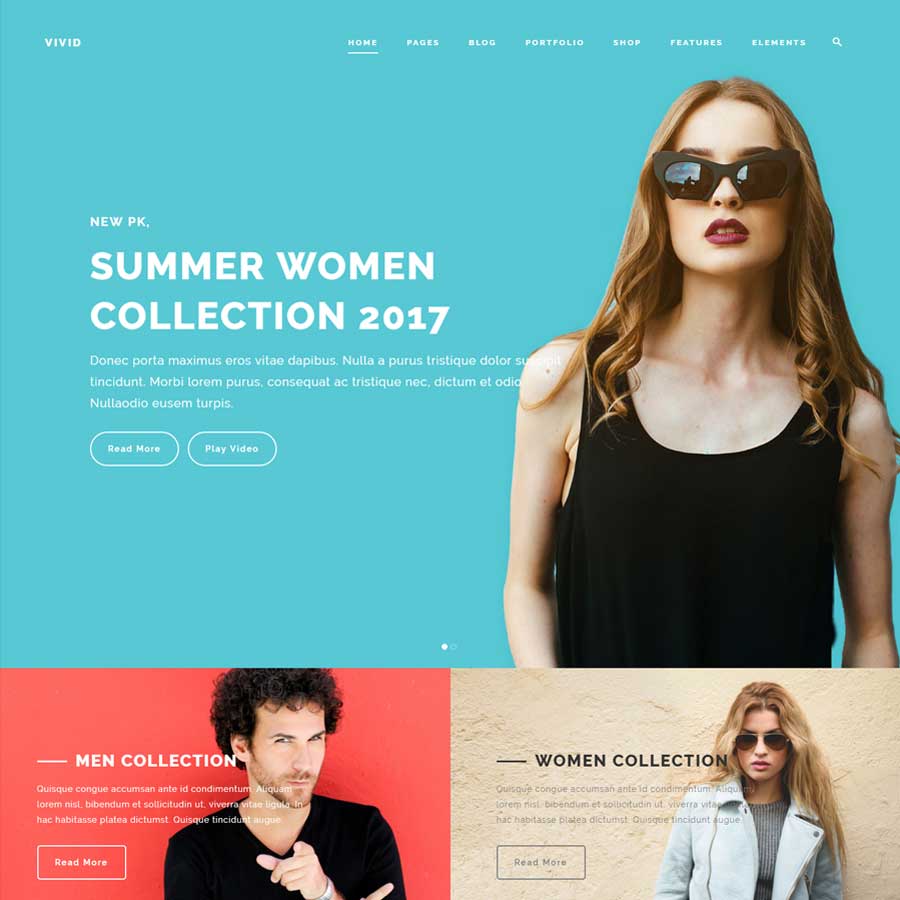 VIVID
HOME PAGES BLOG PORTFOLIO SHOP FEATURES ELEMENTS
NEW PK,
SUMMER WOMEN
COLLECTION 2017
Donec porta maximus eros vitae dapibus. Nulla a purus tristique dolor suscipit
tincidunt. Morbi lorem purus, consequat ac tristique nec, dictum et odio
Nullaodio eusem turpis.
Read More Play Video
MEN COLLECTION
Quisque congue accumsan ante id condimentum. Aliquam
lorem nisl, bibendum et sollicitudin ut, viverra vitae ligula. In
hac habitasse platea dictumst. Quisque tincidunt augue.
Read More
WOMEN COLLECTION
Quisque congue accumsan ante id condimentum. Aliquam
lorem nisl, bibendum et sollicitudin ut, viverra vitae
hac habitasse platea dictumst. Quisque tincidunt augue.
Read More